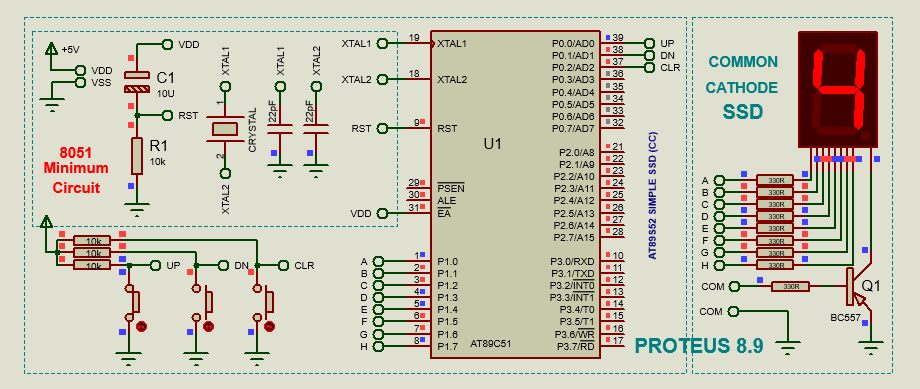 +5V
VDD
VSS
VDD
C1
10U
RST
R1
10k
8051
Minimum
Circuit
XTAL1
1
CRYSTAL
2
XTAL2
XTAL1
22pF
XTAL2
22pF
XTAL1
XTAL2
RST
VDD
19
XTAL1
18
XTAL2
9
RST
29
PSEN
30
ALE
31
EA
U1
39
P0.0/AD0
UP
38
P0.1/AD1
DN
37
P0.2/AD2
CLR
36
P0.3/AD3
35
P0.4/AD4
34
P0.5/AD5
33
P0.6/AD6
32
P0.7/AD7
21
P2.0/A8
22
P2.1/A9
23
P2.2/A10
24
P2.3/A11
25
P2.4/A12
26
P2.5/A13
27
P2.6/A14
28
P2.7/A15
10
P3.0/RXD
11
P3.1/TXD
12
P3.2/INT0
13
P3.3/INT1
14
P3.4/T0
15
P3.5/T1
16
P3.6/WR
17
P3.7/RD
A
1
P1.0
B
2
P1.1
C
3
P1.2
D
4
P1.3
E
5
P1.4
F
6
P1.5
G
7
P1.6
H
8
P1.7
AT89C51
10k
10k
10k
UP
DN
CLR
AT89S52 SIMPLE SSD (CC)
PROTEUS 8.9
COMMON
CATHODE
SSD
4
A
330R
B
330R
C
330R
D
330R
E
330R
F
330R
G
330R
H
330R
COM
330R
Q1
BC557
COM